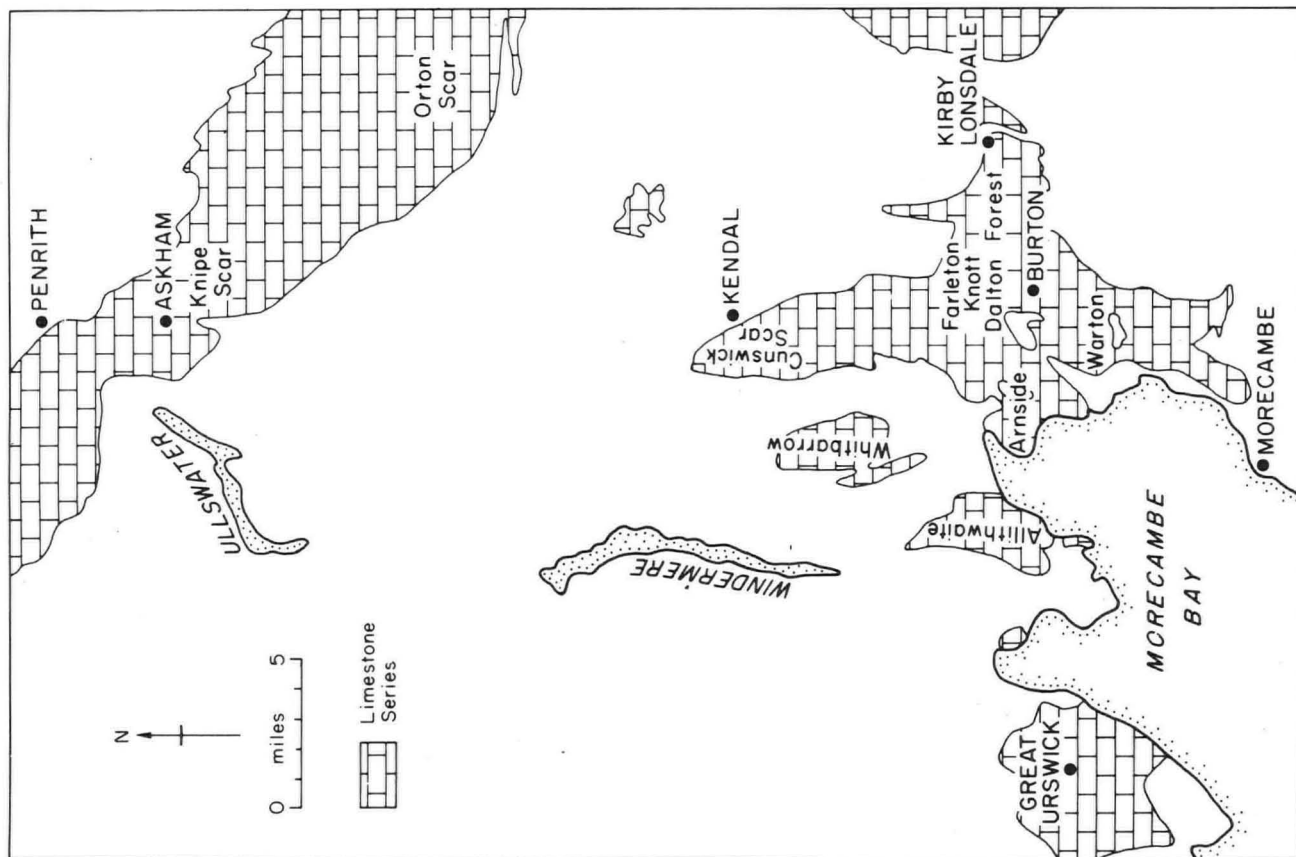 PENRITH
ASKHAM
Knipe
Scar
Orton
Scar
ULLSWATER
N
0 miles 5
Limestone
Series
KENDAL
Cunswick
Scar
Whitbarrow
WINDERMERE
KIRBY
LONSDALE
Farleton
Knott
Dalton Forest
BURTON
Arnside
Warton
Allithwaite
GREAT
URSWICK
MORECAMBE
BAY
MORECAMBE